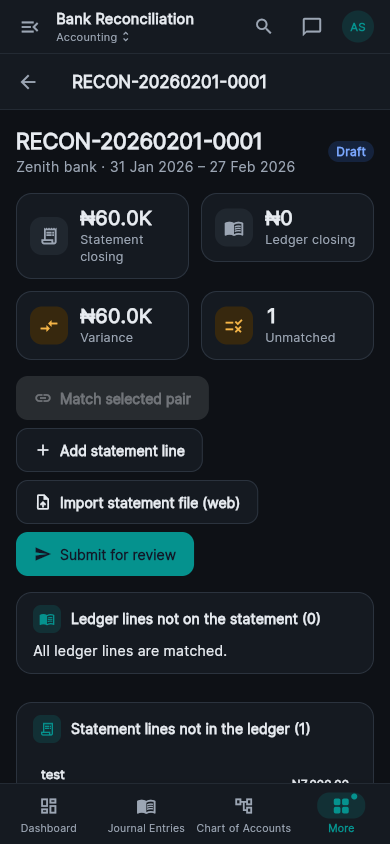 Bank Reconciliation
Accounting
AS
RECON-20260201-0001
RECON-20260201-0001
Zenith bank · 31 Jan 2026 – 27 Feb 2026
Draft
₦60.0K
Statement
closing
₦0
Ledger closing
₦60.0K
Variance
1
Unmatched
Match selected pair
Add statement line
Import statement file (web)
Submit for review
Ledger lines not on the statement (0)
All ledger lines are matched.
Statement lines not in the ledger (1)
test
Dashboard
Journal Entries
Chart of Accounts
More